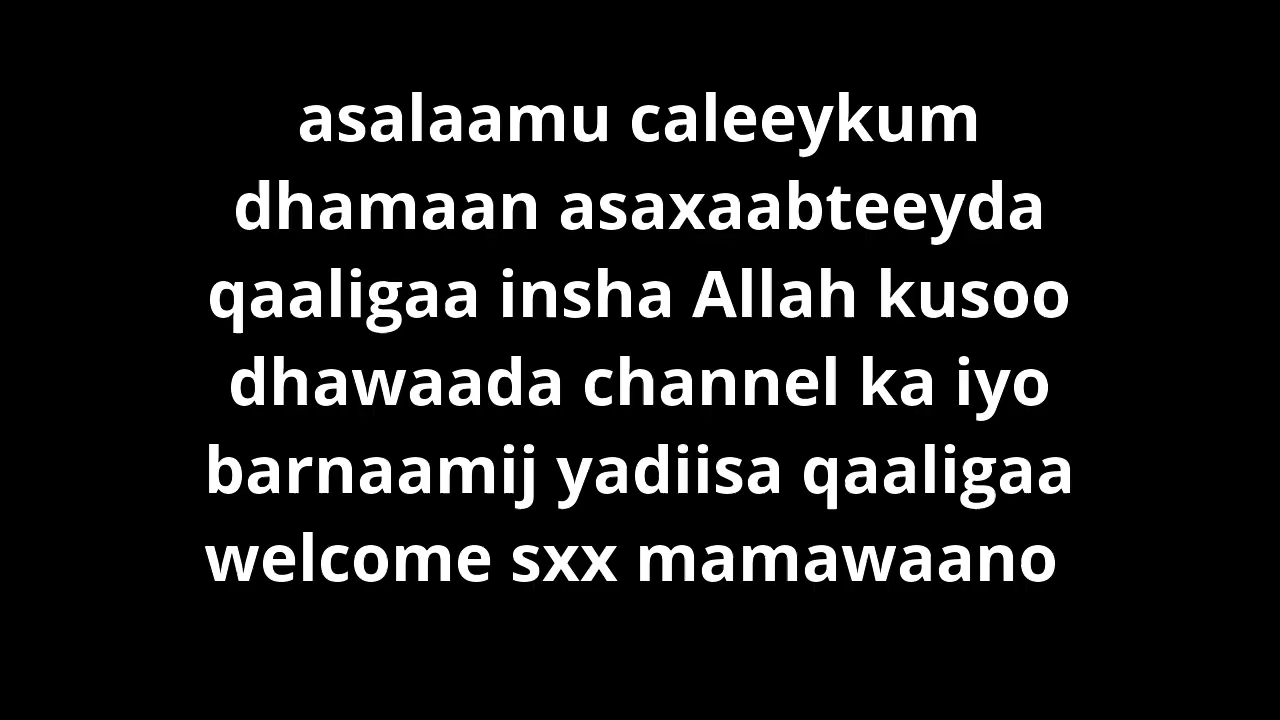 asalaamu caleeykum
dhamaan asaxaabteeyda
qaaligaa insha Allah kusoo
dhawaada channel ka iyo
barnaamij yadiisa qaaligaa
welcome sxx mamawaano